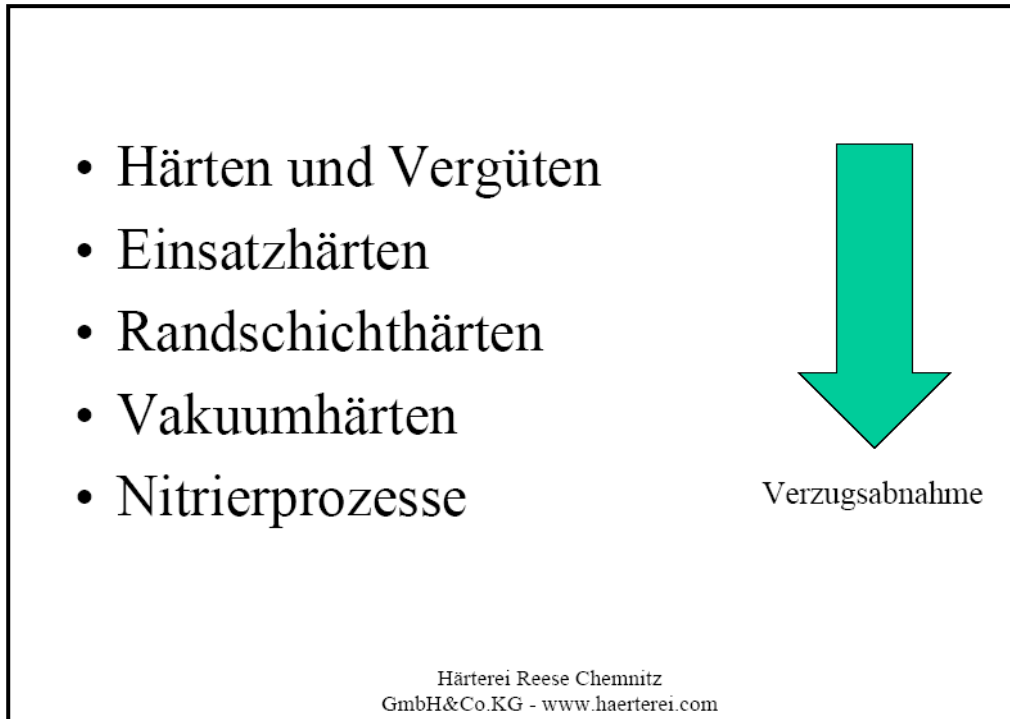 • Härten und Vergüten
• Einsatzhärten
• Randschichthärten
• Vakuumhärten
• Nitrierprozesse
Verzugsabnahme
Härterei Reese Chemnitz
GmbH&Co.KG - www.haerterei.com